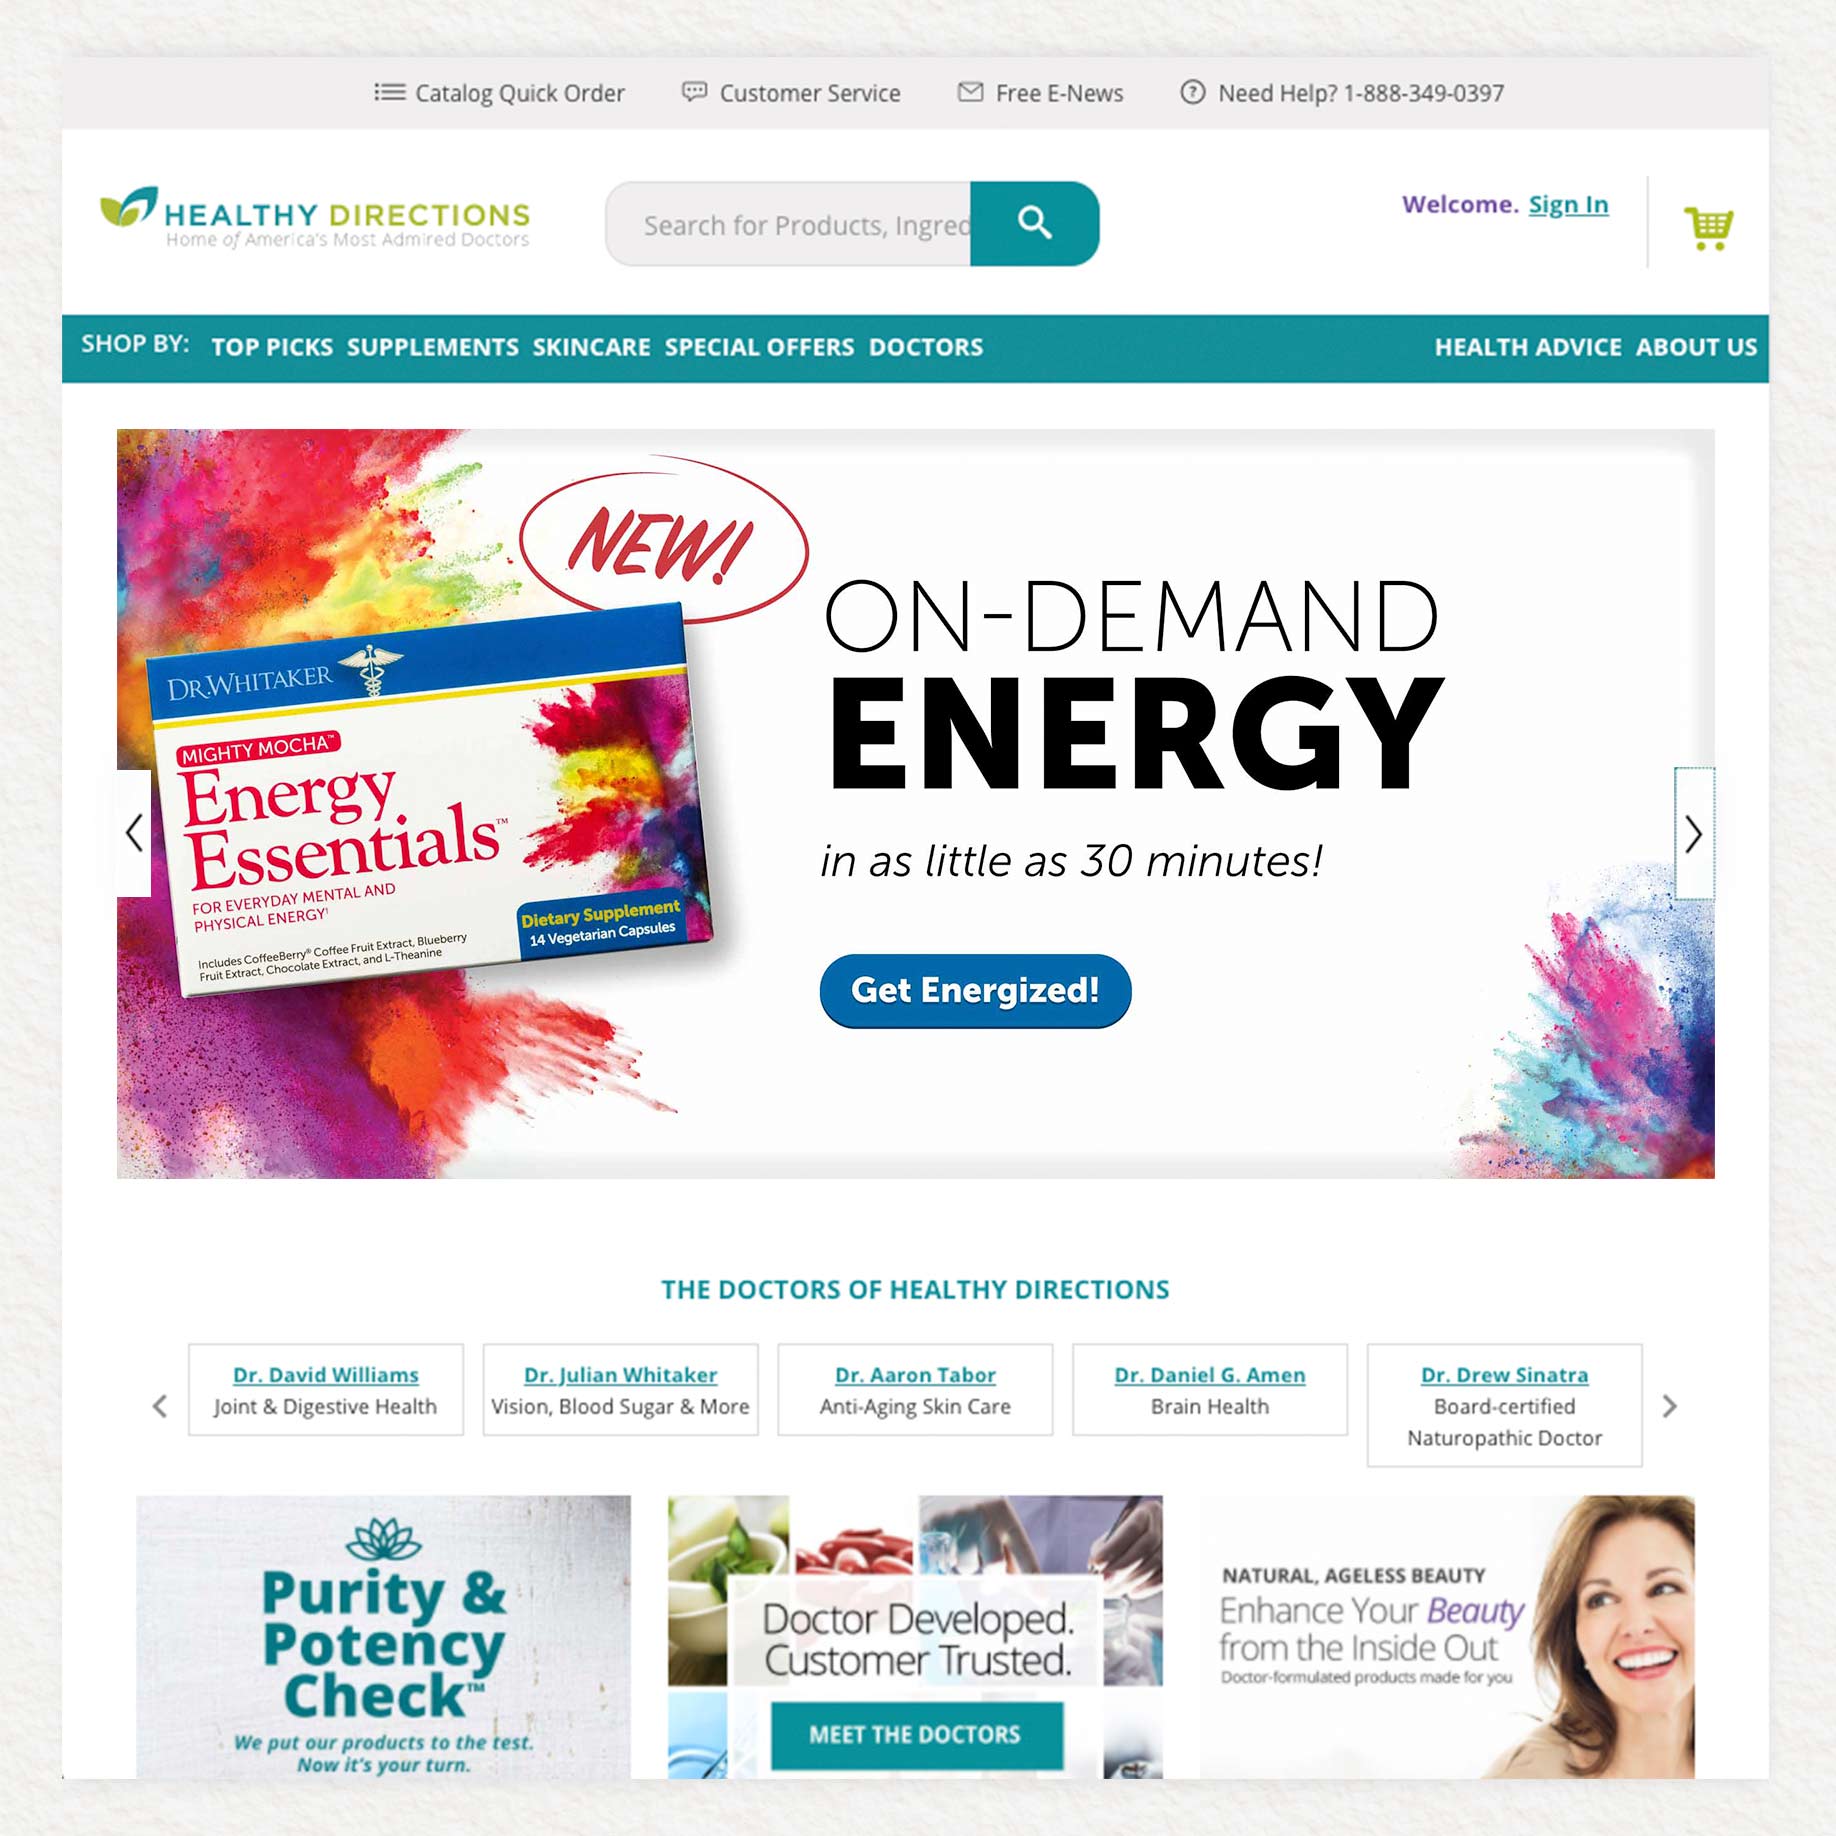 Catalog Quick Order
Customer Service
Free E-News
Need Help? 1-888-349-0397
HEALTHY DIRECTIONS
Home of America's Most Admired Doctors
Search for Products, Ingred
Welcome. Sign In
SHOP BY: TOP PICKS SUPPLEMENTS SKINCARE SPECIAL OFFERS DOCTORS
HEALTH ADVICE ABOUT US
NEW!
DR.WHITAKER
MIGHTY MOCHA™
Energy
Essentials™
FOR EVERYDAY MENTAL AND
PHYSICAL ENERGY†
Includes CoffeeBerry® Coffee Fruit Extract, Blueberry
Fruit Extract, Chocolate Extract, and L-Theanine
Dietary Supplement
14 Vegetarian Capsules
ON-DEMAND
ENERGY
in as little as 30 minutes!
Get Energized!
THE DOCTORS OF HEALTHY DIRECTIONS
Dr. David Williams
Joint & Digestive Health
Dr. Julian Whitaker
Vision, Blood Sugar & More
Dr. Aaron Tabor
Anti-Aging Skin Care
Dr. Daniel G. Amen
Brain Health
Dr. Drew Sinatra
Board-certified
Naturopathic Doctor
Purity &
Potency
Check™
We put our products to the test.
Now it's your turn.
Doctor Developed.
Customer Trusted.
MEET THE DOCTORS
NATURAL, AGELESS BEAUTY
Enhance Your Beauty
from the Inside Out
Doctor-formulated products made for you